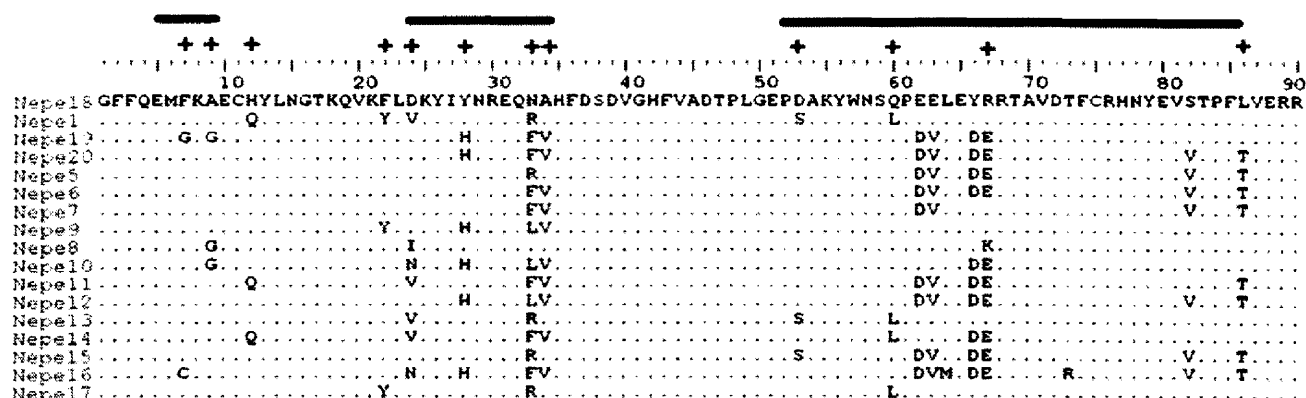 + + + + + + ++ + + + +
10 20 30 40 50 60 70 80 90
Nepe18 GFFQEMFKAECHYLNGTKQVKFLDKYIYNREQNAHFDSDVGHFVADTPLGEPDAKYWNSQPEELEYRRTAVDTFCRHNYEVSTPFLVERR
Nepe1 ...........Q.........Y.V........R...................S......L..............................
Nepe19 ......G.G..................H....FV...........................DV..DE.......................
Nepe20 ...........................H....FV...........................DV..DE..............V...T....
Nepe5 ................................R............................DV..DE..............V...T....
Nepe6 ................................FV...........................DV..DE..............V...T....
Nepe7 ................................FV...........................DV..................V...T....
Nepe9 .....................Y.....H....LV........................................................
Nepe8 ........G..............I..........................................K.......................
Nepe10 ........G..............N...H....LV...............................DE.......................
Nepe11 ...........Q...........V........FV...........................DV..DE..................T....
Nepe12 ...........................H....LV...........................DV..DE..............V...T....
Nepe13 .......................V........R...................S......L..............................
Nepe14 ...........Q...........V........FV.........................L.....DE.......................
Nepe15 ................................R...................S........DV..DE..............V...T....
Nepe16 ......C................N...H....FV...........................DVM.DE.....R........V...T....
Nepe17 .....................Y..........R..........................L..............................